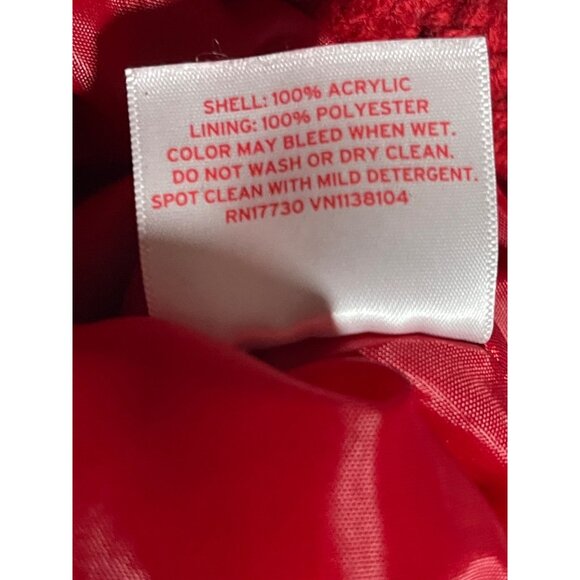 SHELL: 100% ACRYLIC
LINING: 100% POLYESTER
COLOR MAY BLEED WHEN WET.
DO NOT WASH OR DRY CLEAN.
SPOT CLEAN WITH MILD DETERGENT.
RN17730 VN1138104